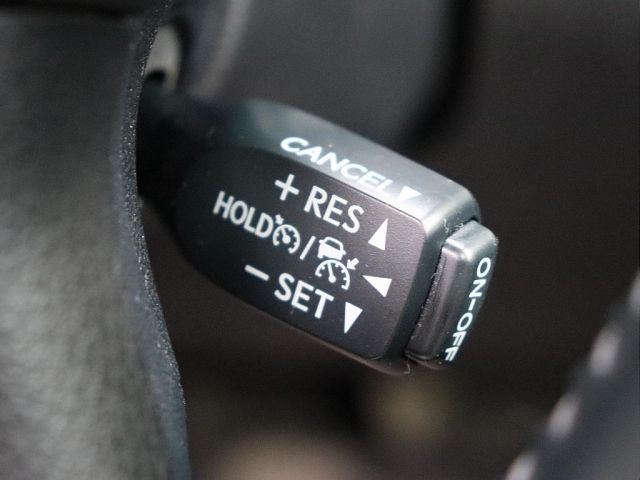 CANCEL▼
+ RES ▲
HOLD / ◀
− SET ▼
ON-OFF